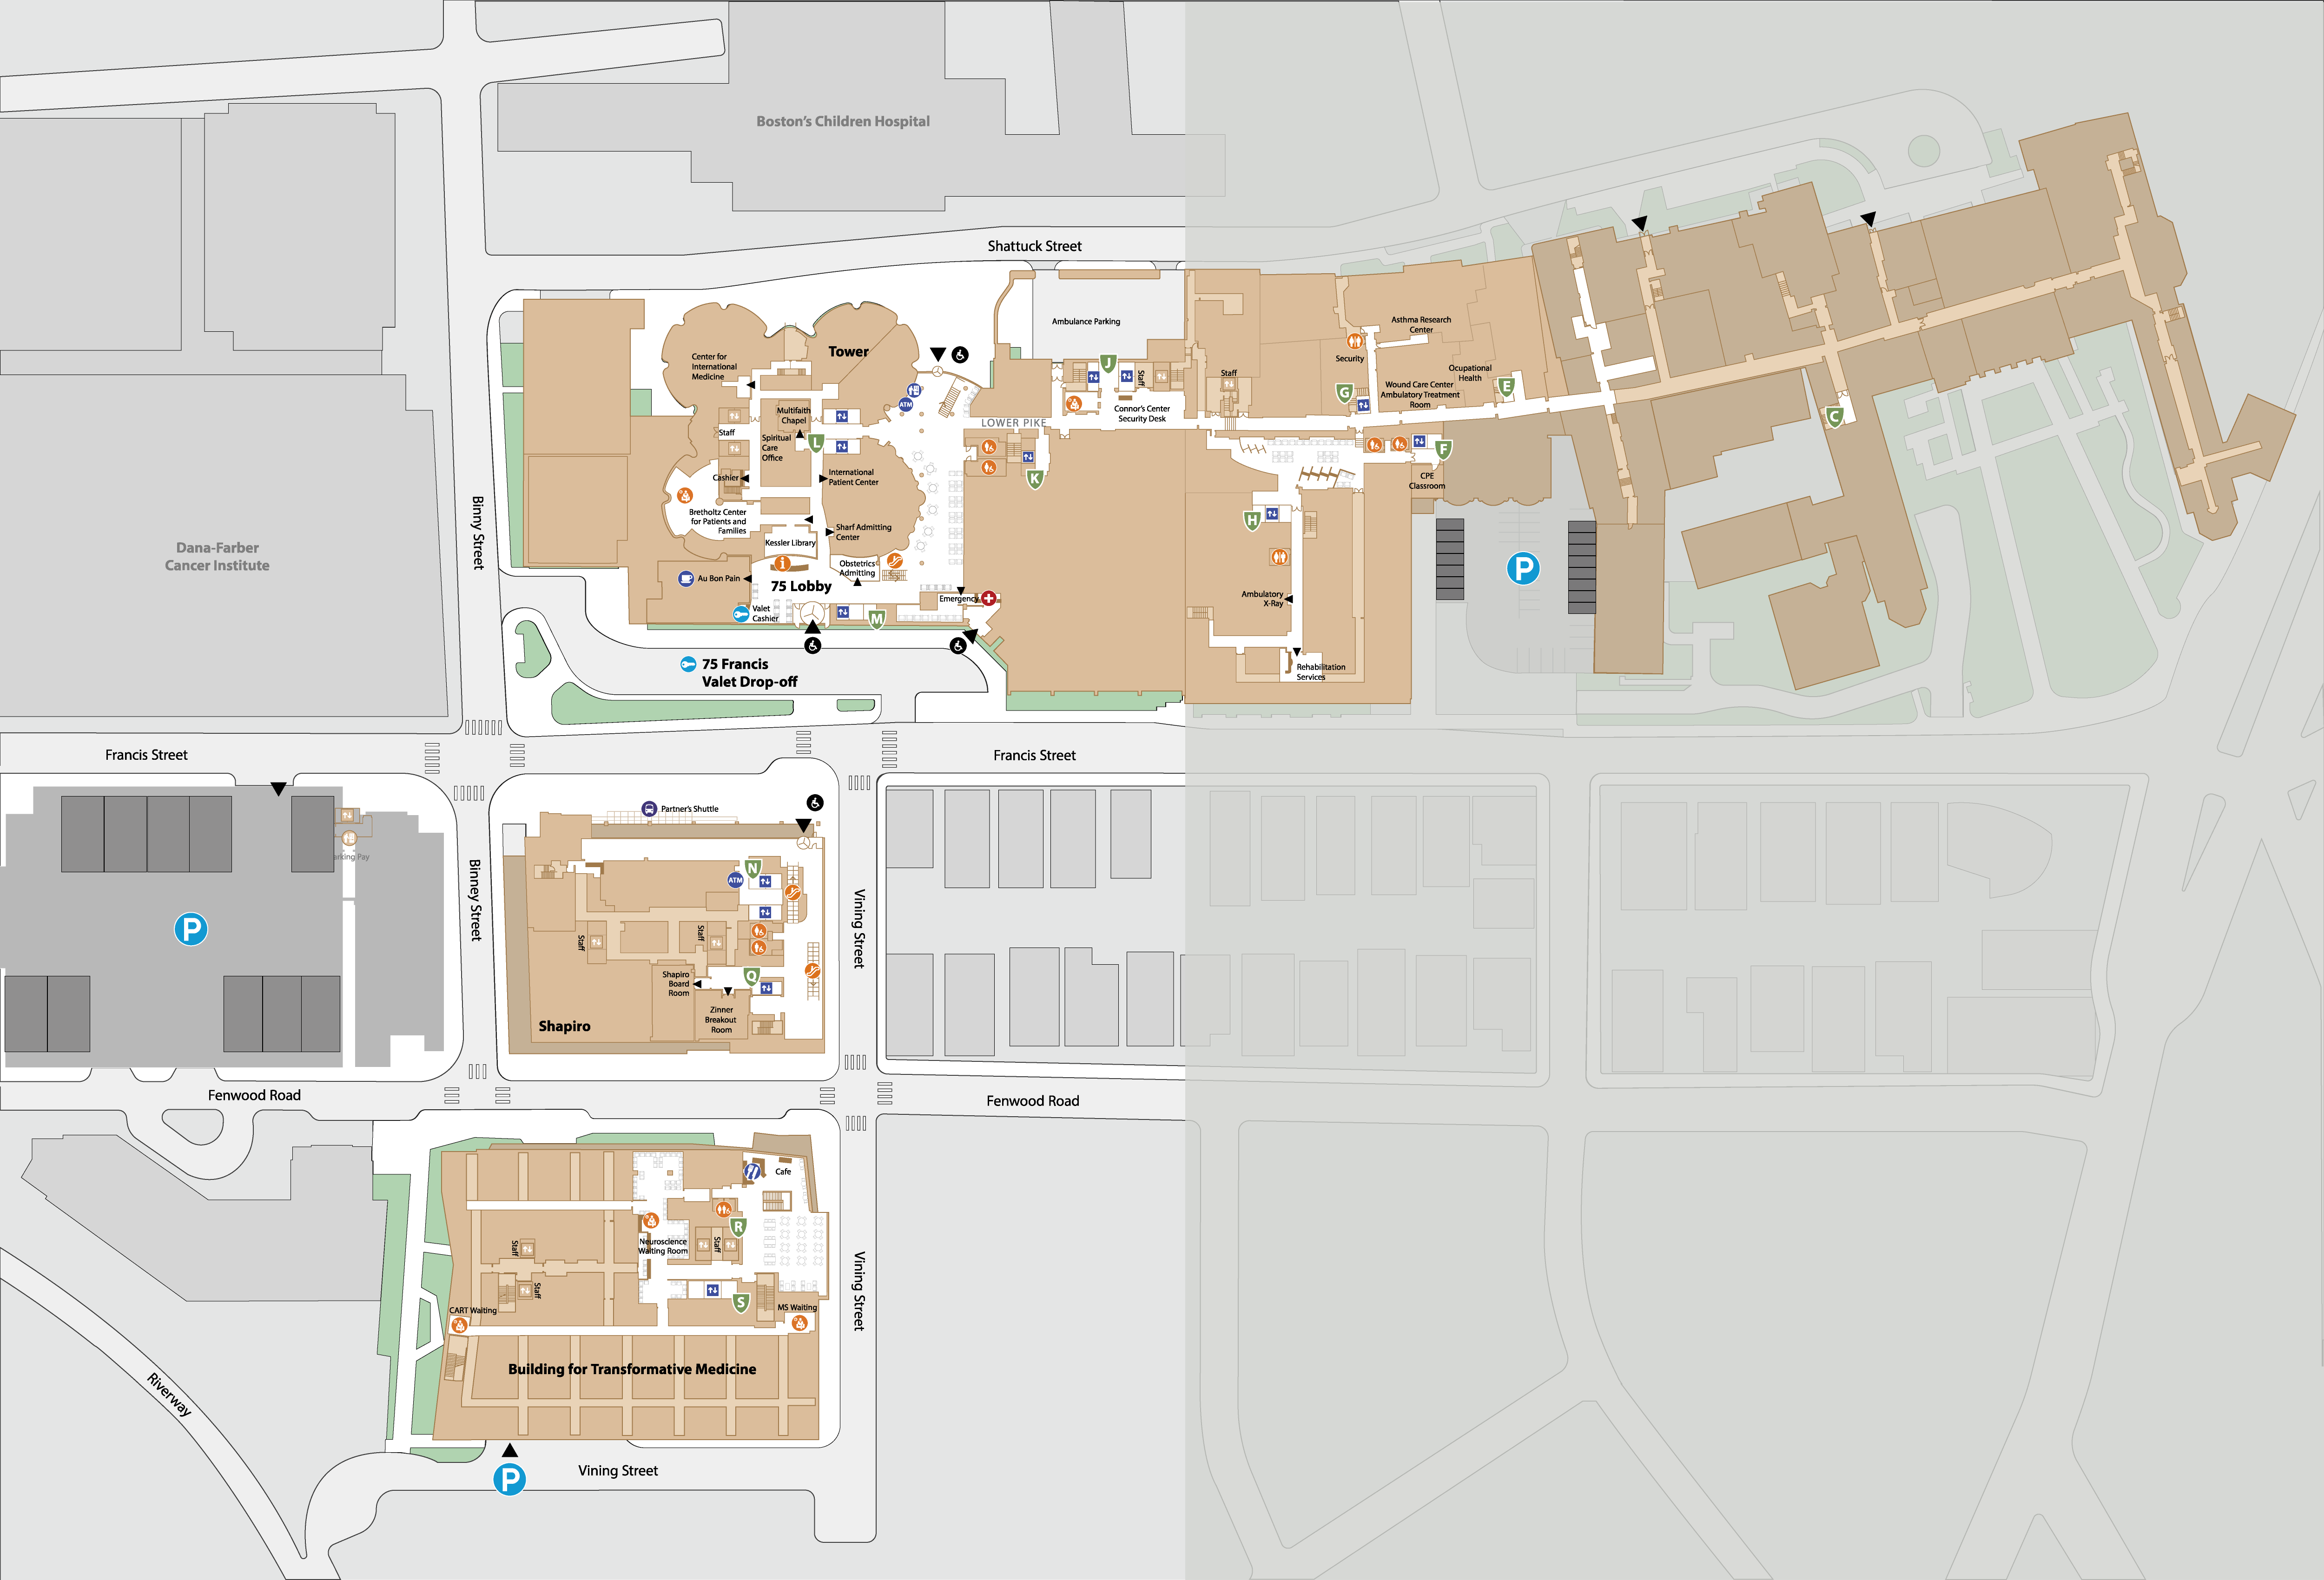 Boston's Children Hospital
Shattuck Street
Ambulance Parking
Tower
Center for
International
Medicine
ATM
Multifaith
Chapel
Staff
L
Spiritual
Care
Office
Cashier
International
Patient Center
Bretholtz Center
for Patients and
Families
Sharf Admitting
Center
Kessler Library
i
Obstetrics
Admitting
Au Bon Pain
75 Lobby
Valet
Cashier
M
Emergency
75 Francis
Valet Drop-off
LOWER PIKE
J
Staff
Connor's Center
Security Desk
K
Staff
Asthma Research
Center
Security
G
Wound Care Center
Ambulatory Treatment
Room
Ocupational
Health
E
F
CPE
Classroom
C
H
Ambulatory
X-Ray
Rehabilitation
Services
P
Dana-Farber
Cancer Institute
Binny Street
Francis Street
Francis Street
arking Pay
P
Binney Street
Partner's Shuttle
N
ATM
Staff
Staff
Q
Shapiro
Board
Room
Zinner
Breakout
Room
Shapiro
Vining Street
Fenwood Road
Fenwood Road
Cafe
R
Neuroscience
Waiting Room
Staff
Staff
Staff
S
CART Waiting
MS Waiting
Building for Transformative Medicine
Vining Street
Riverway
P
Vining Street